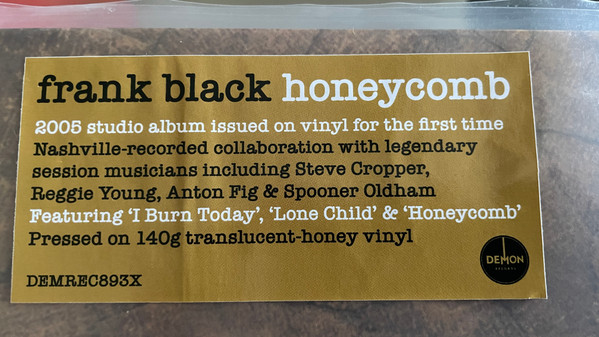 frank black honeycomb
2005 studio album issued on vinyl for the first time
Nashville-recorded collaboration with legendary
session musicians including Steve Cropper,
Reggie Young, Anton Fig & Spooner Oldham
Featuring ‘I Burn Today’, ‘Lone Child’ & ‘Honeycomb’
Pressed on 140g translucent-honey vinyl
DEMON
RECORDS
DEMREC893X